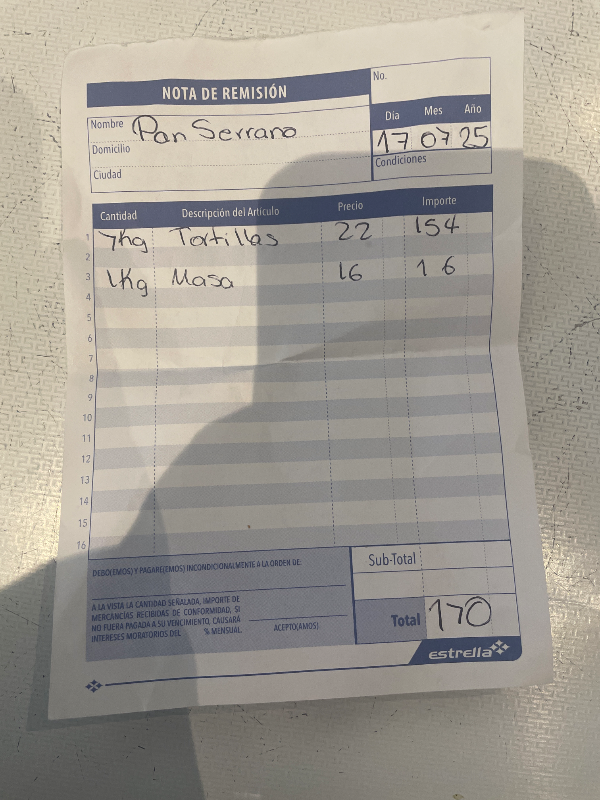 NOTA DE REMISIÓN
No.
Nombre Pan Serrano
Domicilio
Ciudad
Día Mes Año
17 07 25
Condiciones
Cantidad Descripción del Articulo Precio Importe
1 7kg Tortillas 22 154
2
3 1Kg Masa 16 16
4
5
6
7
8
9
10
11
12
13
14
15
16
DEBO(EMOS) Y PAGARE(EMOS) INCONDICIONALMENTE A LA ORDEN DE:
A LA VISTA LA CANTIDAD SEÑALADA, IMPORTE DE
MERCANCÍAS RECIBIDAS DE CONFORMIDAD, SI
NO FUERA PAGADA A SU VENCIMIENTO, CAUSARA
INTERESES MORATORIOS DEL % MENSUAL.
ACEPTO(AMOS)
Sub-Total
Total 170
estrella